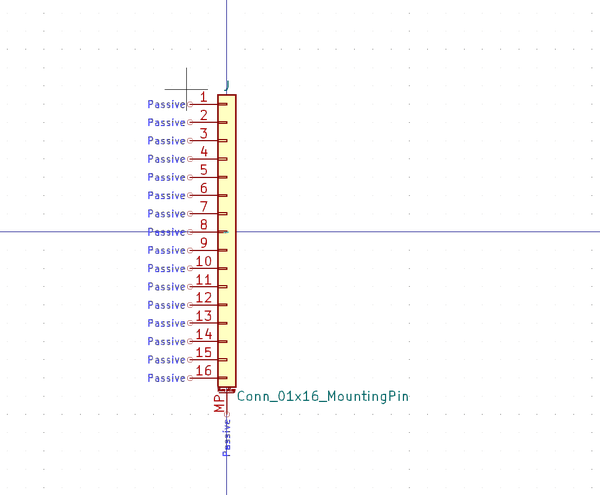 J
Passive 1
Passive 2
Passive 3
Passive 4
Passive 5
Passive 6
Passive 7
Passive 8
Passive 9
Passive 10
Passive 11
Passive 12
Passive 13
Passive 14
Passive 15
Passive 16
MP
Conn_01x16_MountingPin
Passive